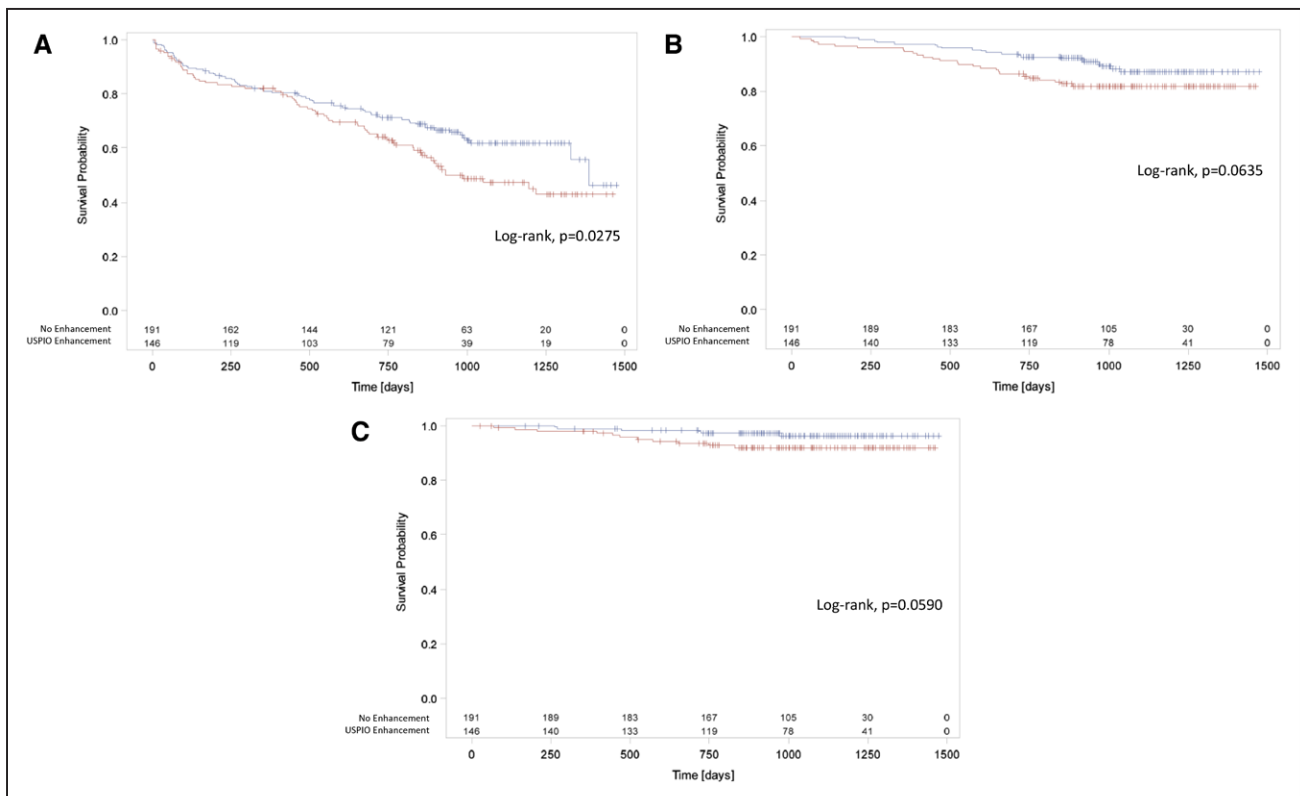 A
1.0
0.8
0.6
0.4
0.2
0.0
Survival Probability
Log-rank, p=0.0275
No Enhancement 191 162 144 121 63 20 0
USPIO Enhancement 146 119 103 79 39 19 0
0 250 500 750 1000 1250 1500
Time [days]
B
1.0
0.8
0.6
0.4
0.2
0.0
Survival Probability
Log-rank, p=0.0635
No Enhancement 191 189 183 167 105 30 0
USPIO Enhancement 146 140 133 119 78 41 0
0 250 500 750 1000 1250 1500
Time [days]
C
1.0
0.8
0.6
0.4
0.2
0.0
Survival Probability
Log-rank, p=0.0590
No Enhancement 191 189 183 167 105 30 0
USPIO Enhancement 146 140 133 119 78 41 0
0 250 500 750 1000 1250 1500
Time [days]